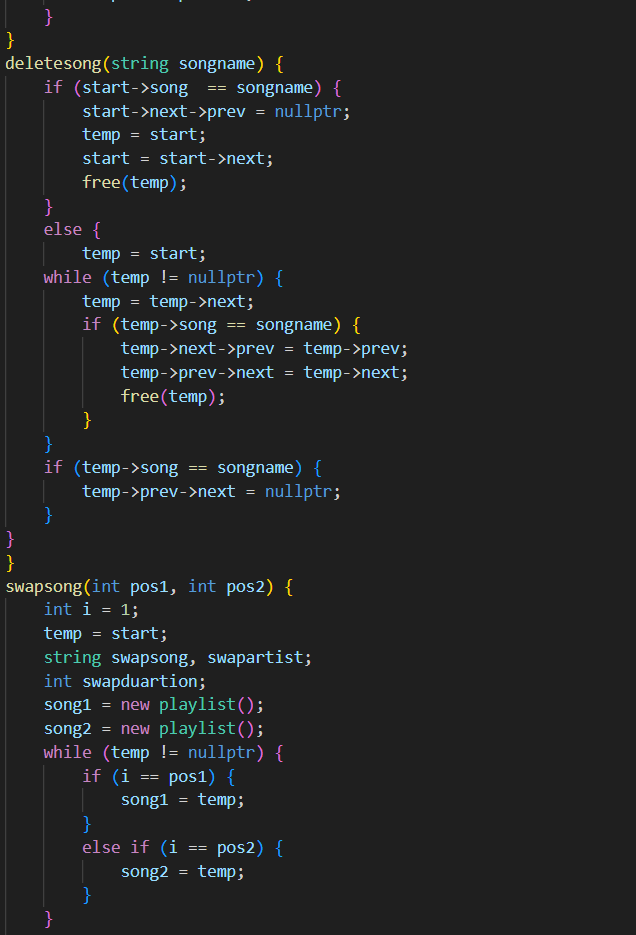 }
}
deletesong(string songname) {
    if (start->song  == songname) {
        start->next->prev = nullptr;
        temp = start;
        start = start->next;
        free(temp);
    }
    else {
        temp = start;
    while (temp != nullptr) {
        temp = temp->next;
        if (temp->song == songname) {
            temp->next->prev = temp->prev;
            temp->prev->next = temp->next;
            free(temp);
        }
    }
    if (temp->song == songname) {
        temp->prev->next = nullptr;
    }
}
}
swapsong(int pos1, int pos2) {
    int i = 1;
    temp = start;
    string swapsong, swapartist;
    int swapduartion;
    song1 = new playlist();
    song2 = new playlist();
    while (temp != nullptr) {
        if (i == pos1) {
            song1 = temp;
        }
        else if (i == pos2) {
            song2 = temp;
        }
    }